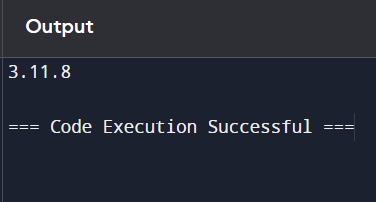 Output
3.11.8
=== Code Execution Successful ===